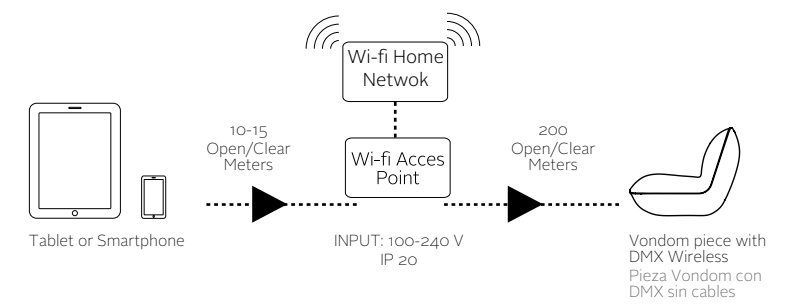 Wi-fi Home
Netwok
10-15
Open/Clear
Meters
Wi-fi Acces
Point
200
Open/Clear
Meters
Tablet or Smartphone
INPUT: 100-240 V
IP 20
Vondom piece with
DMX Wireless
Pieza Vondom con
DMX sin cables